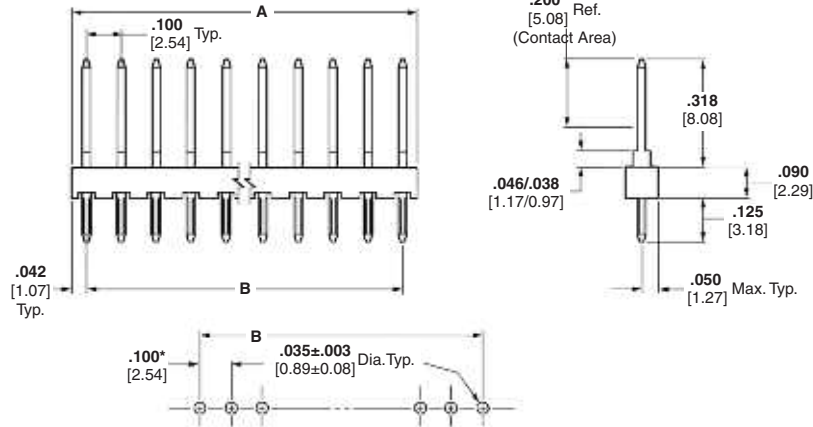 A
.100
[2.54] Typ.
.200 Ref.
[5.08]
(Contact Area)
.318
[8.08]
.046/.038
[1.17/0.97]
.090
[2.29]
.125
[3.18]
.050
[1.27] Max. Typ.
.042
[1.07]
Typ.
B
B
.100*
[2.54]
.035±.003
[0.89±0.08] Dia.Typ.